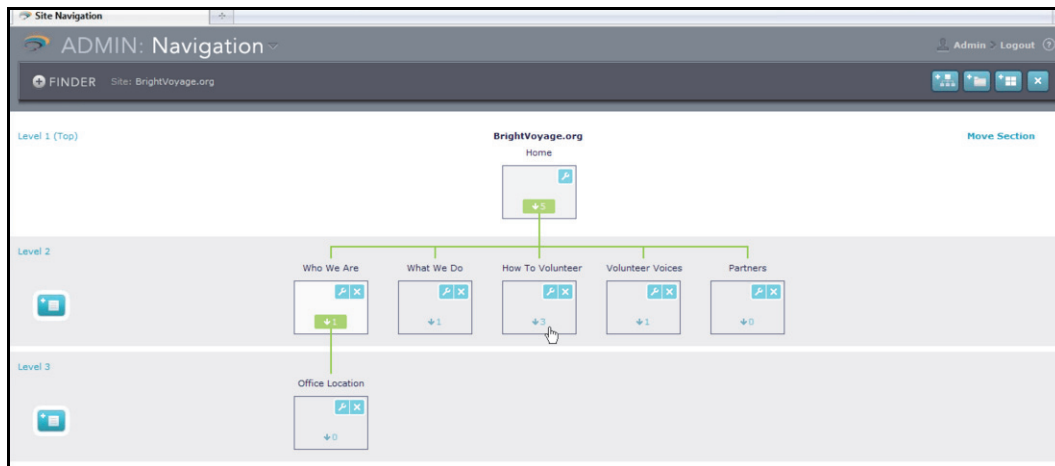 Site Navigation
ADMIN: Navigation
Admin > Logout ?
FINDER Site: BrightVoyage.org
Level 1 (Top)
BrightVoyage.org
Move Section
Home
5
Level 2
Who We Are What We Do How To Volunteer Volunteer Voices Partners
1 1 3 1 0
Level 3
Office Location
0